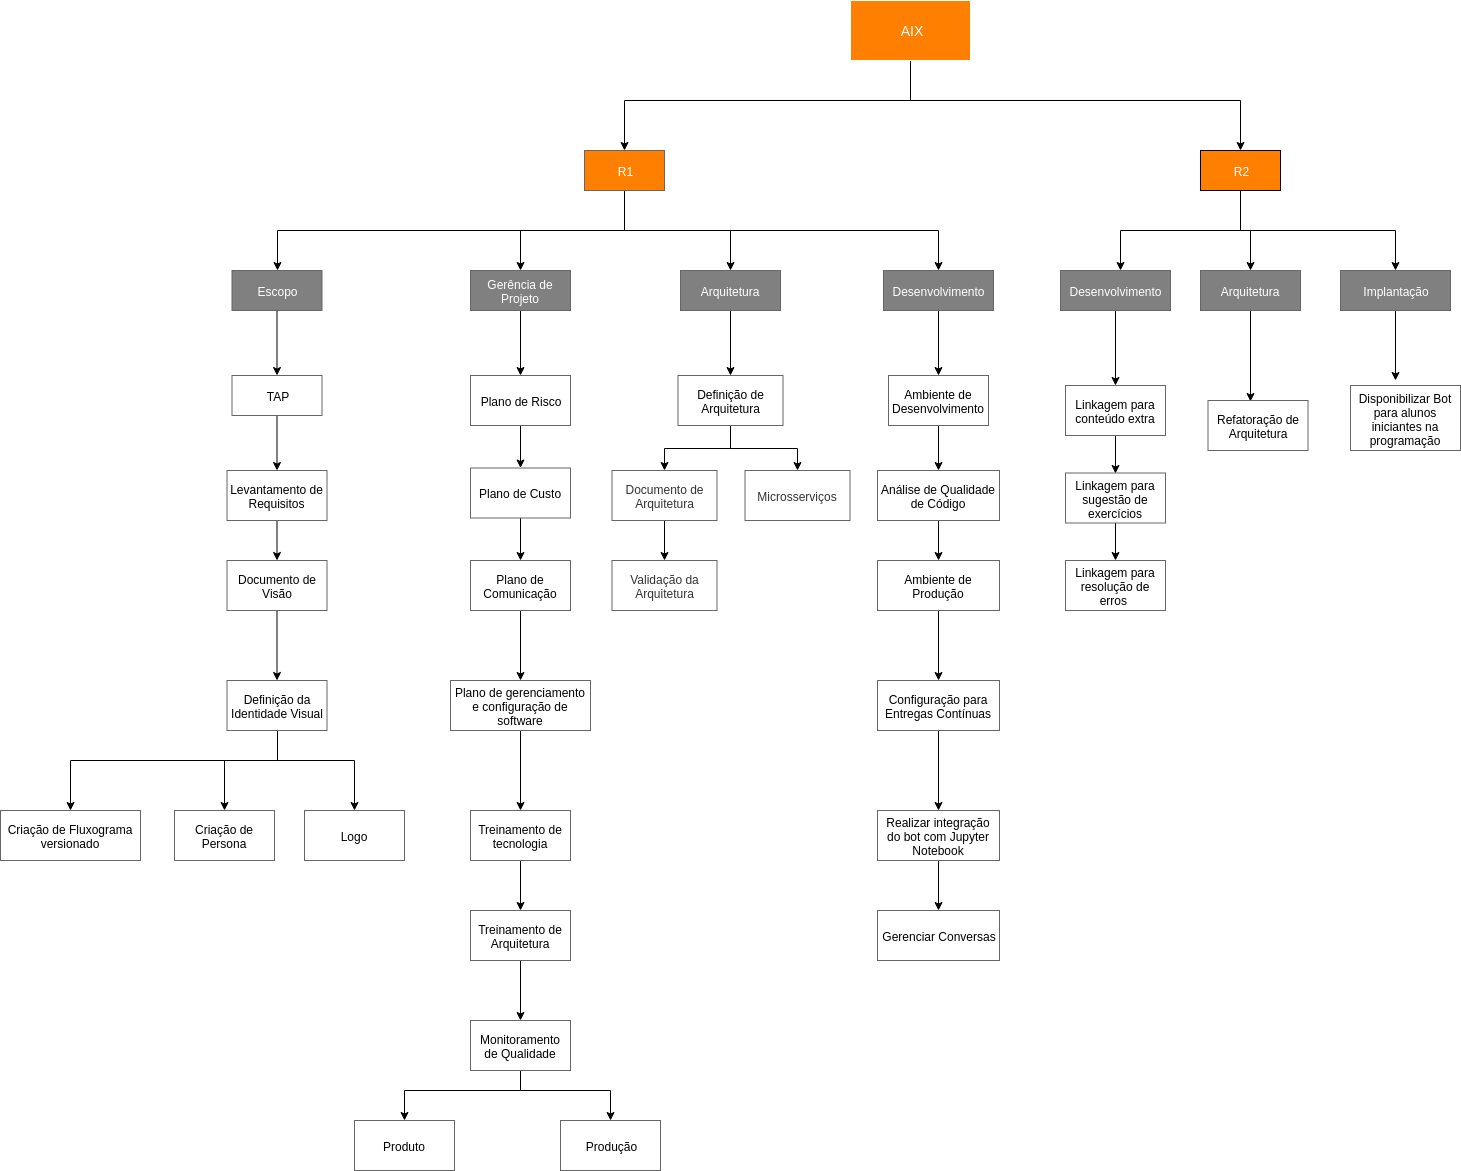 AIX
R1
R2
Escopo
Gerência de
Projeto
Arquitetura
Desenvolvimento
Desenvolvimento
Arquitetura
Implantação
TAP
Plano de Risco
Definição de
Arquitetura
Ambiente de
Desenvolvimento
Linkagem para
conteúdo extra
Refatoração de
Arquitetura
Disponibilizar Bot
para alunos
iniciantes na
programação
Levantamento de
Requisitos
Plano de Custo
Documento de
Arquitetura
Microsserviços
Análise de Qualidade
de Código
Linkagem para
sugestão de
exercícios
Documento de
Visão
Plano de
Comunicação
Validação da
Arquitetura
Ambiente de
Produção
Linkagem para
resolução de
erros
Definição da
Identidade Visual
Plano de gerenciamento
e configuração de
software
Configuração para
Entregas Contínuas
Criação de Fluxograma
versionado
Criação de
Persona
Logo
Treinamento de
tecnologia
Realizar integração
do bot com Jupyter
Notebook
Treinamento de
Arquitetura
Gerenciar Conversas
Monitoramento
de Qualidade
Produto
Produção